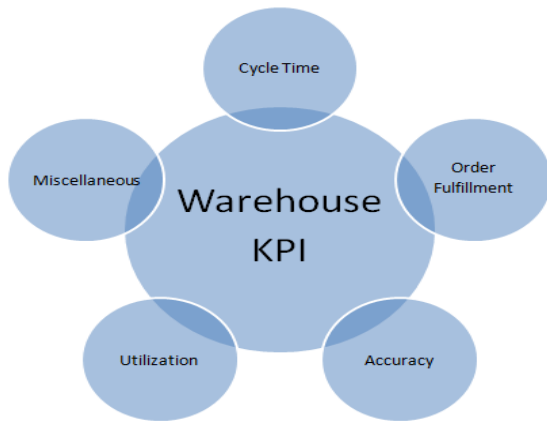 Cycle Time
Order
Fulfillment
Accuracy
Utilization
Miscellaneous
Warehouse
KPI